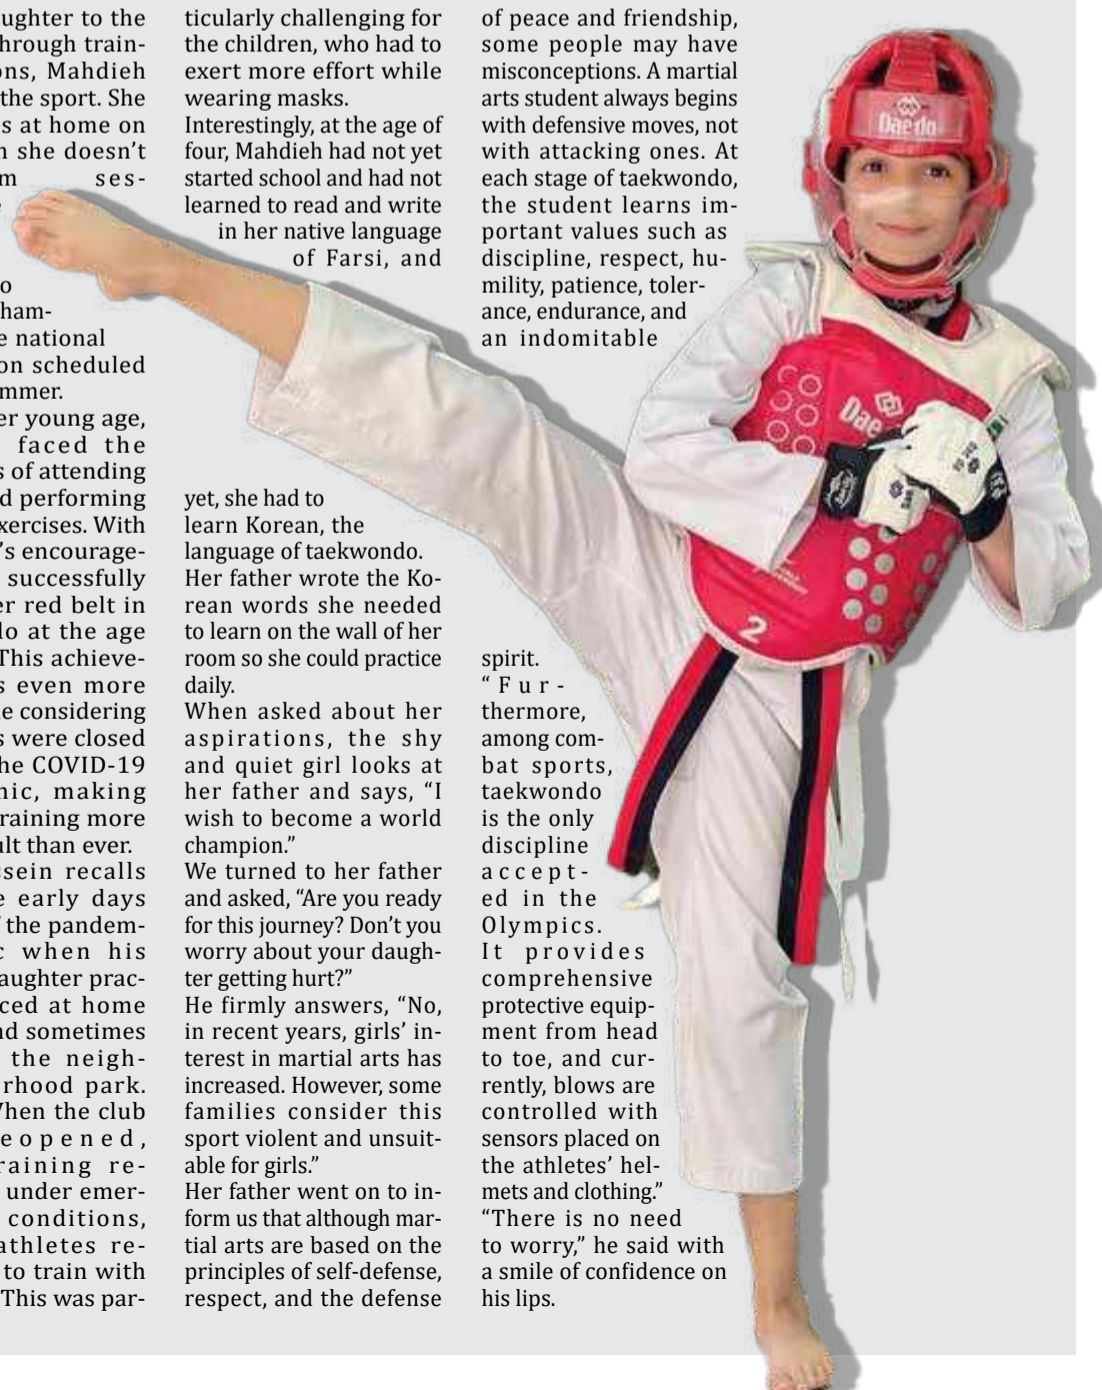 ughter to the
hrough train-
ons, Mahdieh
the sport. She
s at home on
n she doesn't
m ses-
o
ham-
e national
on scheduled
mmer.
er young age,
faced the
s of attending
d performing
xercises. With
's encourage-
successfully
er red belt in
lo at the age
This achieve-
s even more
e considering
s were closed
he COVID-19
nic, making
raining more
ult than ever.
ssein recalls
e early days
f the pandem-
c when his
aughter prac-
ced at home
nd sometimes
the neigh-
rhood park.
When the club
eopened,
raining re-
under emer-
conditions,
athletes re-
to train with
This was par-
ticularly challenging for
the children, who had to
exert more effort while
wearing masks.
Interestingly, at the age of
four, Mahdieh had not yet
started school and had not
learned to read and write
in her native language
of Farsi, and
yet, she had to
learn Korean, the
language of taekwondo.
Her father wrote the Ko-
rean words she needed
to learn on the wall of her
room so she could practice
daily.
When asked about her
aspirations, the shy
and quiet girl looks at
her father and says, “I
wish to become a world
champion.”
We turned to her father
and asked, “Are you ready
for this journey? Don't you
worry about your daugh-
ter getting hurt?”
He firmly answers, “No,
in recent years, girls' in-
terest in martial arts has
increased. However, some
families consider this
sport violent and unsuit-
able for girls.”
Her father went on to in-
form us that although mar-
tial arts are based on the
principles of self-defense,
respect, and the defense
of peace and friendship,
some people may have
misconceptions. A martial
arts student always begins
with defensive moves, not
with attacking ones. At
each stage of taekwondo,
the student learns im-
portant values such as
discipline, respect, hu-
mility, patience, toler-
ance, endurance, and
an indomitable
spirit.
“Fur-
thermore,
among com-
bat sports,
taekwondo
is the only
discipline
accept-
ed in the
Olympics.
It provides
comprehensive
protective equip-
ment from head
to toe, and cur-
rently, blows are
controlled with
sensors placed on
the athletes' hel-
mets and clothing.”
“There is no need
to worry,” he said with
a smile of confidence on
his lips.
Daedo
Dae
2